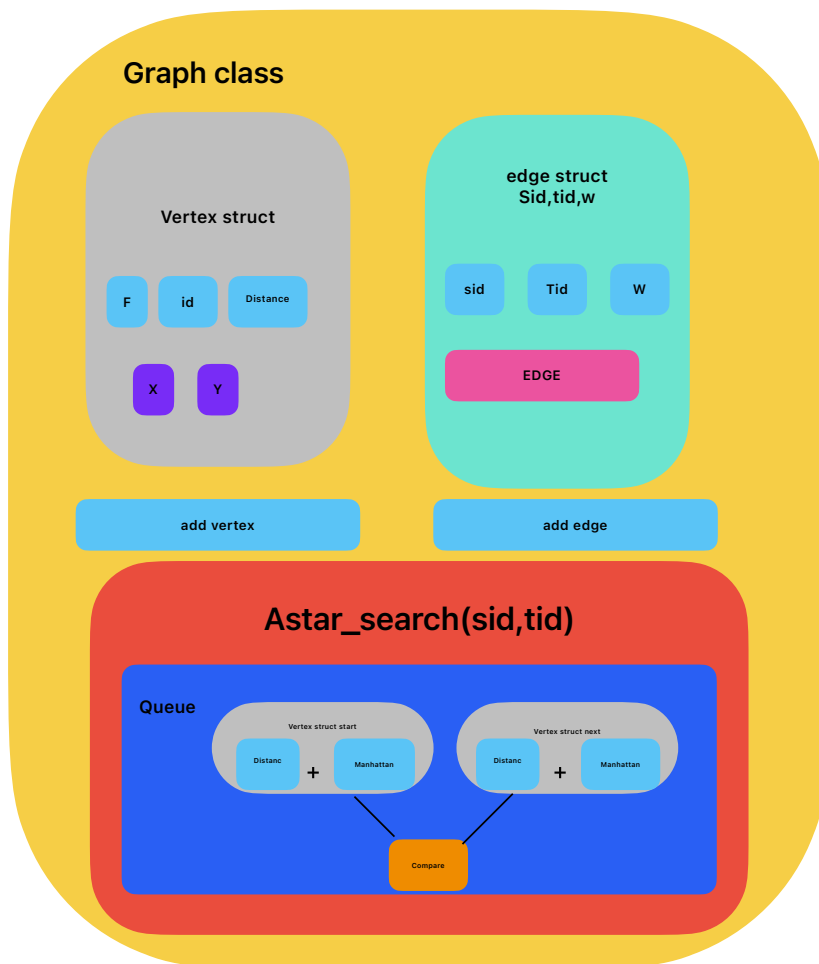 Graph class
Vertex struct
F
id
Distance
X
Y
edge struct
Sid,tid,w
sid
Tid
W
EDGE
add vertex
add edge
Astar_search(sid,tid)
Queue
Vertex struct start
Distanc
+
Manhattan
Vertex struct next
Distanc
+
Manhattan
Compare